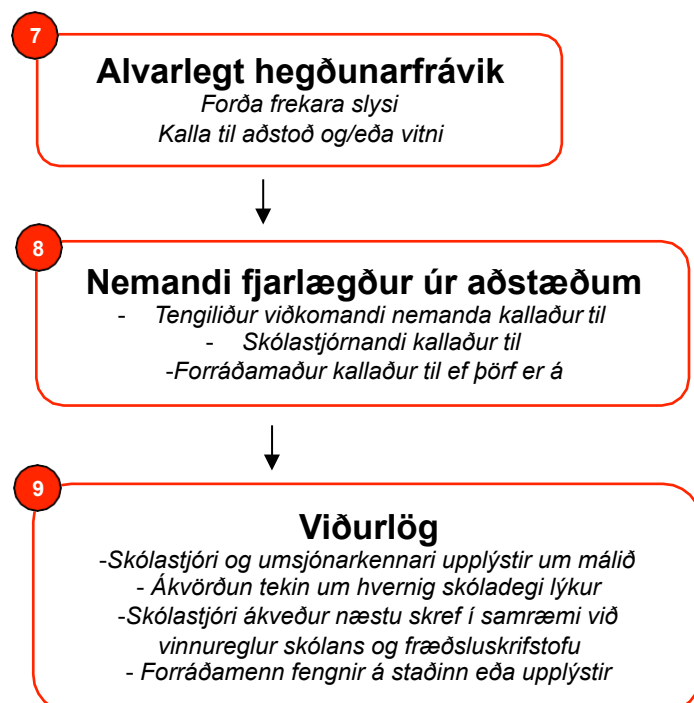 7
Alvarlegt hegðunarfrávik
Forða frekara slysi
Kalla til aðstoð og/eða vitni
8
Nemandi fjarlægður úr aðstæðum
- Tengiliður viðkomandi nemanda kallaður til
- Skólastjórnandi kallaður til
-Forráðamaður kallaður til ef þörf er á
9
Viðurlög
-Skólastjóri og umsjónarkennari upplýstir um málið
- Ákvörðun tekin um hvernig skóladegi lýkur
-Skólastjóri ákveður næstu skref í samræmi við
vinnureglur skólans og fræðsluskrifstofu
- Forráðamenn fengnir á staðinn eða upplýstir